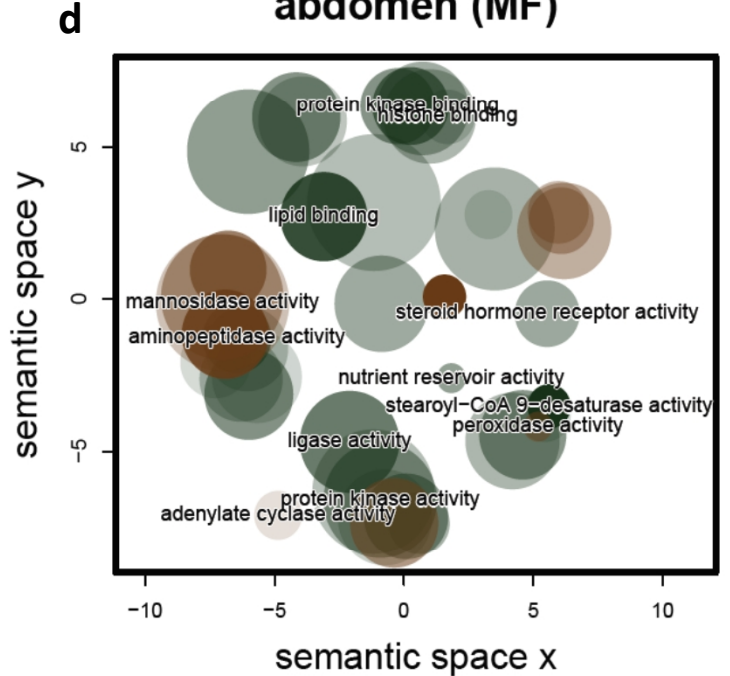 d
abdomen (MF)
protein kinase binding
histone binding
lipid binding
mannosidase activity
steroid hormone receptor activity
aminopeptidase activity
nutrient reservoir activity
stearoyl−CoA 9−desaturase activity
peroxidase activity
ligase activity
protein kinase activity
adenylate cyclase activity
semantic space y
5
0
−5
−10
−5
0
5
10
semantic space x